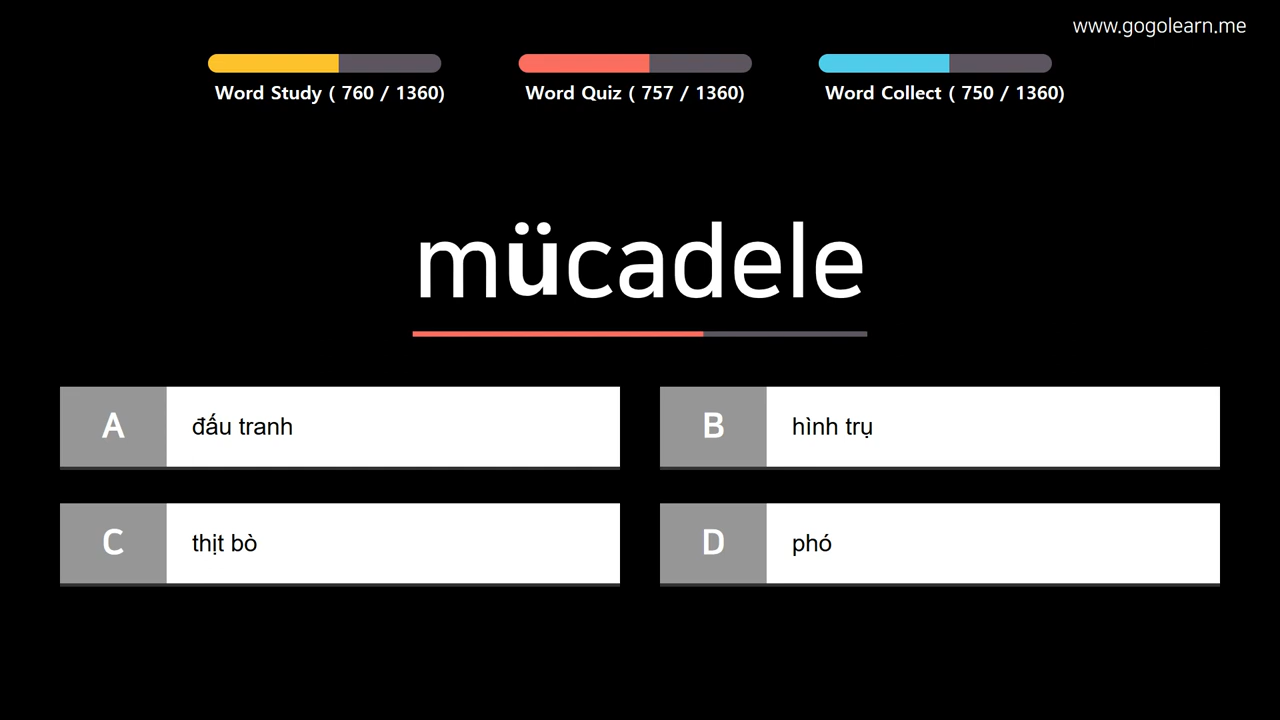 www.gogolearn.me
Word Study ( 760 / 1360)
Word Quiz ( 757 / 1360)
Word Collect ( 750 / 1360)
mücadele
A đấu tranh
B hình trụ
C thịt bò
D phó